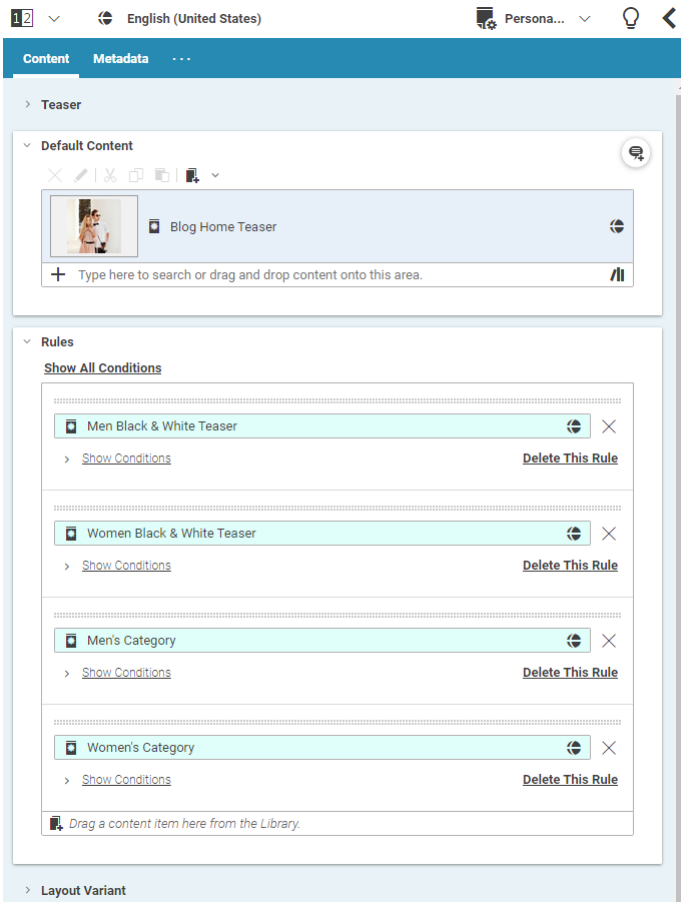 12
English (United States)
Persona...
Content
Metadata
...
Teaser
Default Content
Blog Home Teaser
Type here to search or drag and drop content onto this area.
Rules
Show All Conditions
Men Black & White Teaser
Show Conditions
Delete This Rule
Women Black & White Teaser
Show Conditions
Delete This Rule
Men's Category
Show Conditions
Delete This Rule
Women's Category
Show Conditions
Delete This Rule
Drag a content item here from the Library.
Layout Variant